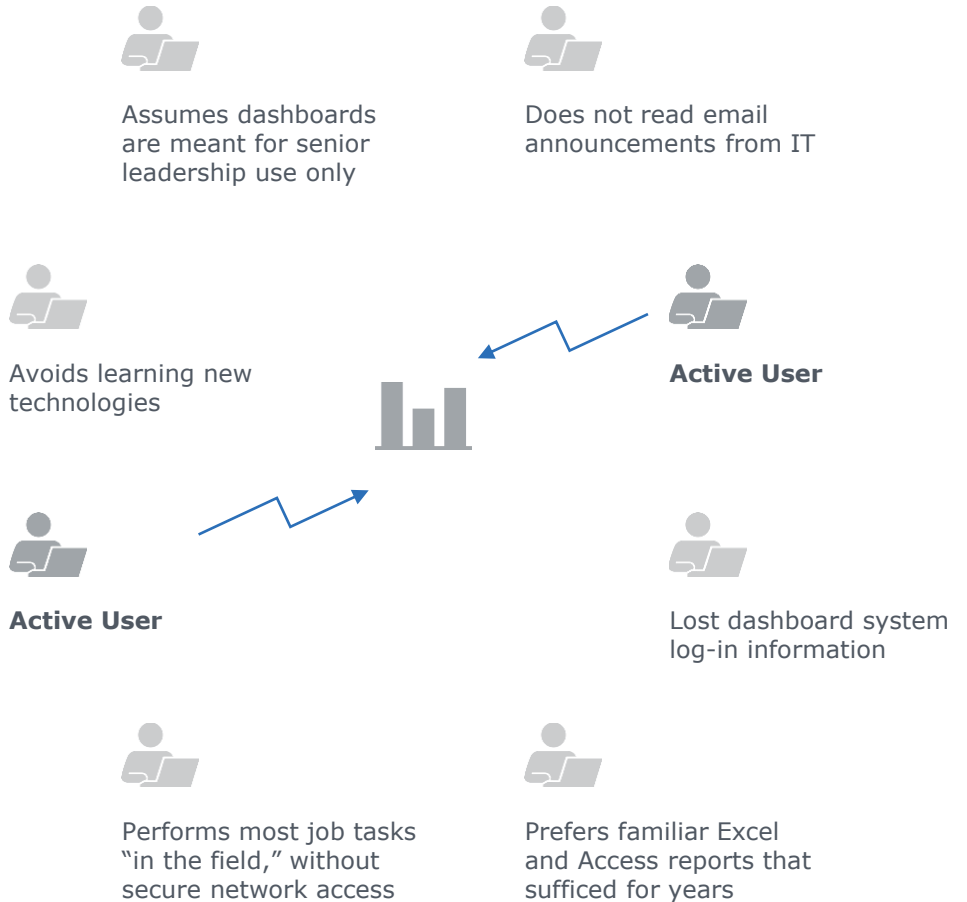 Assumes dashboards
are meant for senior
leadership use only
Does not read email
announcements from IT
Avoids learning new
technologies
Active User
Active User
Lost dashboard system
log-in information
Performs most job tasks
“in the field,” without
secure network access
Prefers familiar Excel
and Access reports that
sufficed for years